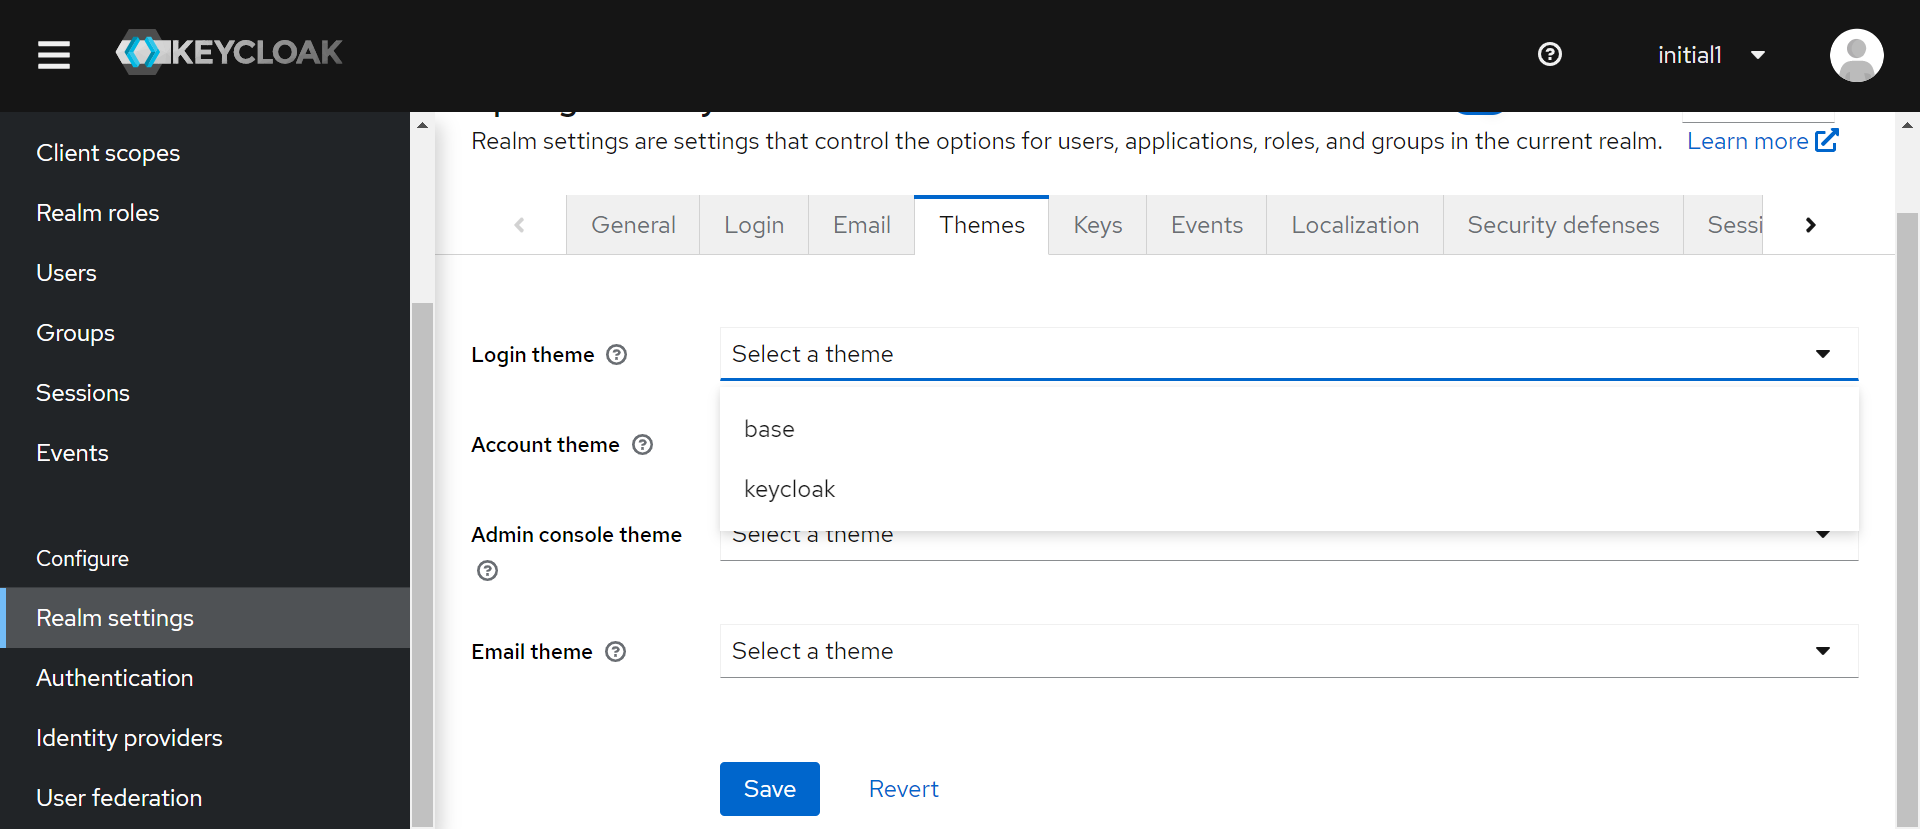 KEYCLOAK
initial1
Client scopes
Realm roles
Users
Groups
Sessions
Events
Configure
Realm settings
Authentication
Identity providers
User federation
Realm settings are settings that control the options for users, applications, roles, and groups in the current realm. Learn more
General Login Email Themes Keys Events Localization Security defenses Sessi
Login theme Select a theme
base
keycloak
Account theme
Admin console theme Select a theme
Email theme Select a theme
Save Revert